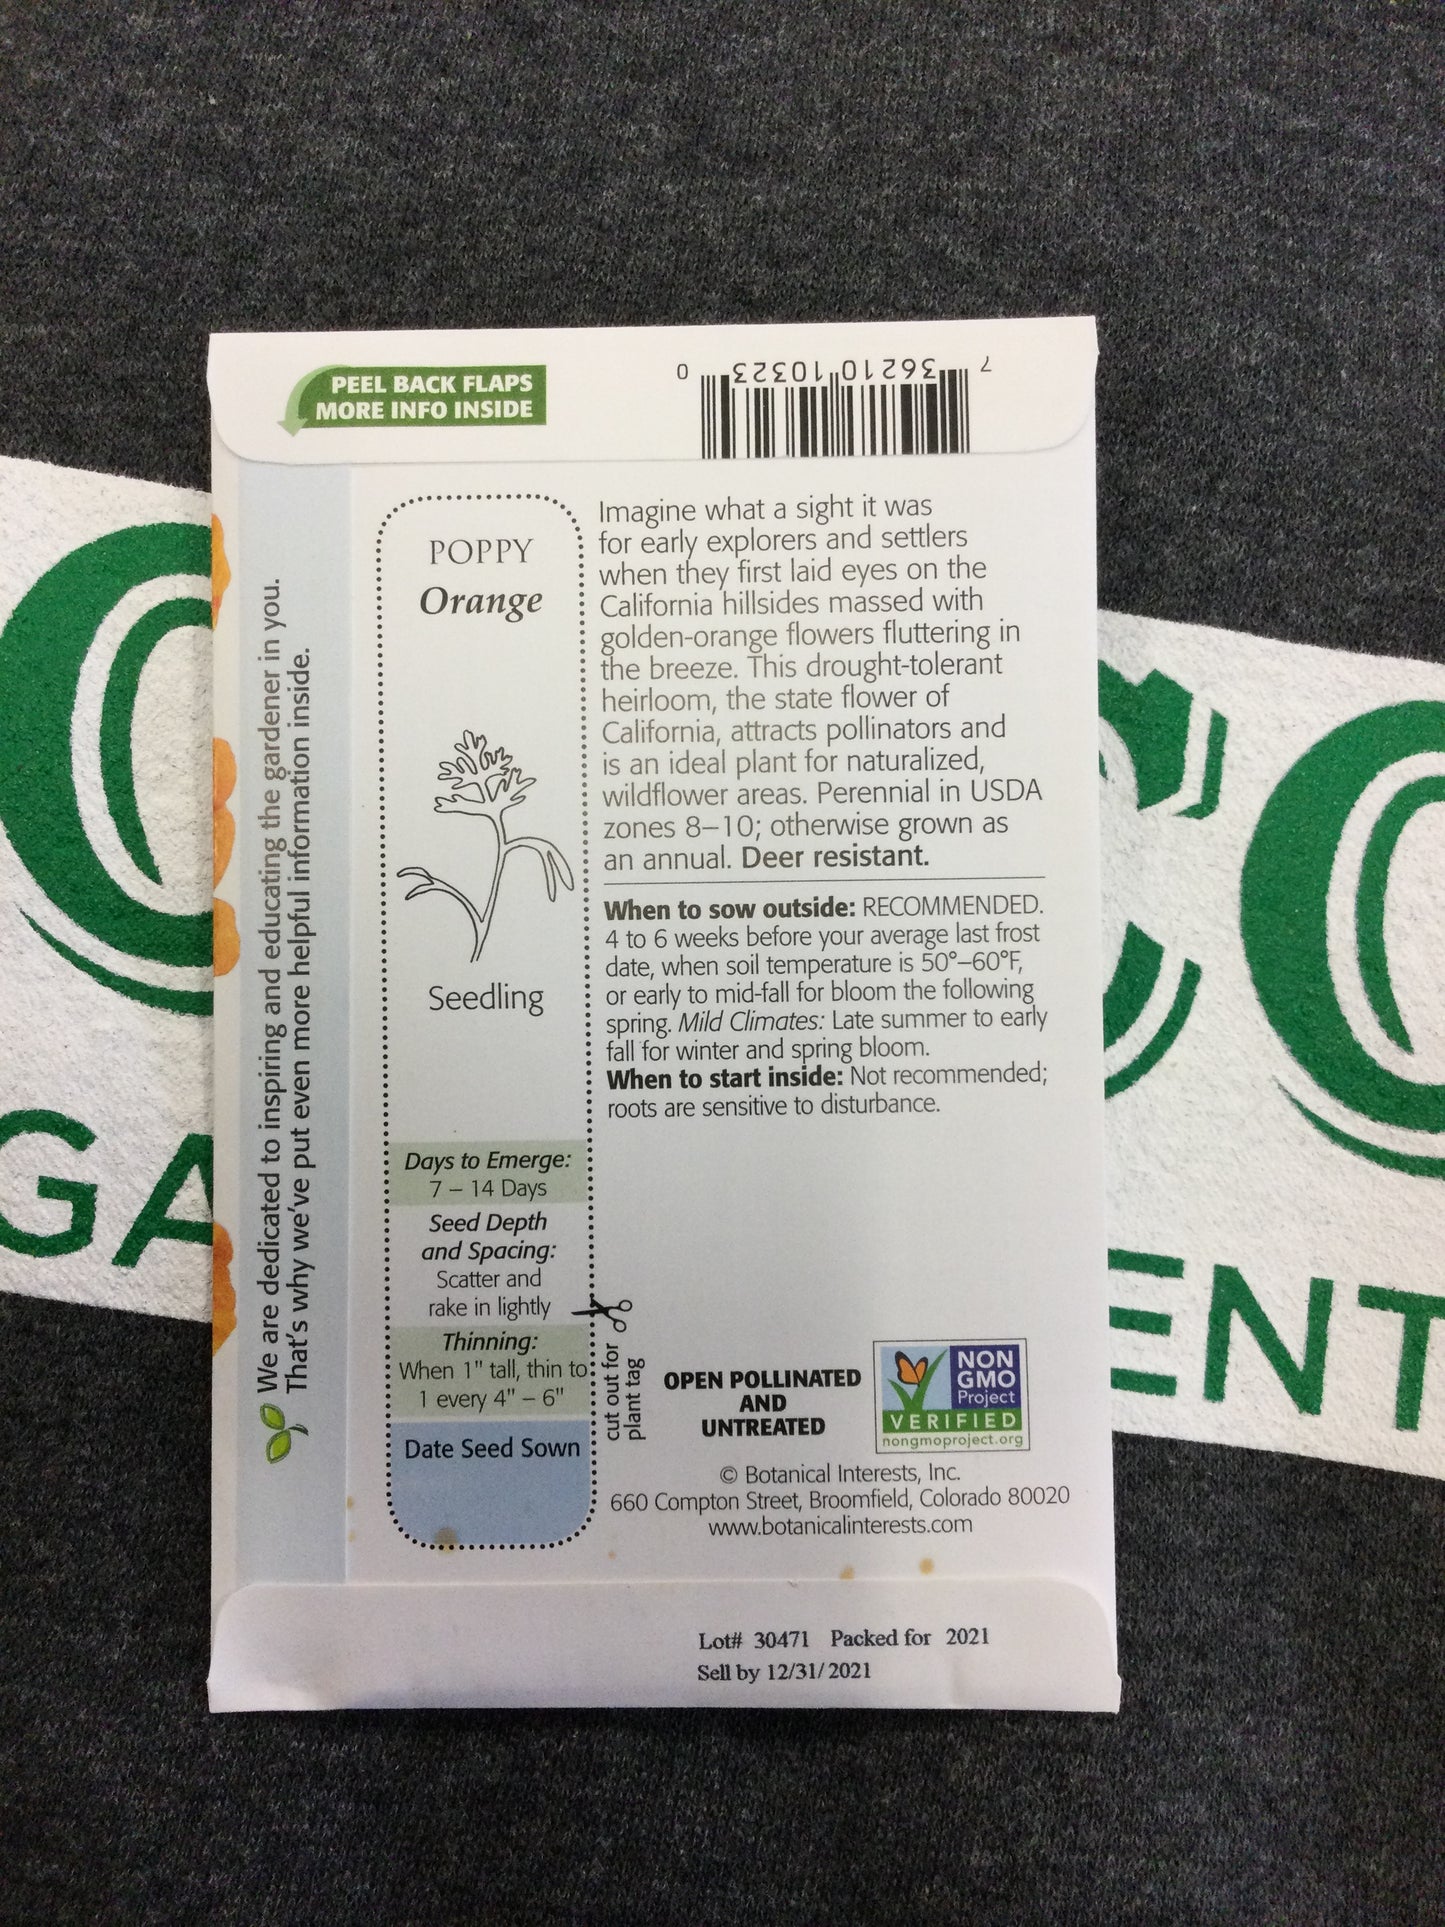 PEEL BACK FLAPS
MORE INFO INSIDE
7 36210 10323 0
We are dedicated to inspiring and educating the gardener in you.
That's why we've put even more helpful information inside.
POPPY
Orange
Seedling
Days to Emerge:
7 – 14 Days
Seed Depth
and Spacing:
Scatter and
rake in lightly
Thinning:
When 1" tall, thin to
1 every 4" – 6"
Date Seed Sown
cut out for
plant tag
Imagine what a sight it was
for early explorers and settlers
when they first laid eyes on the
California hillsides massed with
golden-orange flowers fluttering in
the breeze. This drought-tolerant
heirloom, the state flower of
California, attracts pollinators and
is an ideal plant for naturalized,
wildflower areas. Perennial in USDA
zones 8–10; otherwise grown as
an annual. Deer resistant.
When to sow outside: RECOMMENDED.
4 to 6 weeks before your average last frost
date, when soil temperature is 50°–60°F,
or early to mid-fall for bloom the following
spring. Mild Climates: Late summer to early
fall for winter and spring bloom.
When to start inside: Not recommended;
roots are sensitive to disturbance.
OPEN POLLINATED
AND
UNTREATED
NON
GMO
Project
VERIFIED
nongmoproject.org
© Botanical Interests, Inc.
660 Compton Street, Broomfield, Colorado 80020
www.botanicalinterests.com
Lot# 30471 Packed for 2021
Sell by 12/31/2021
GA
ENT